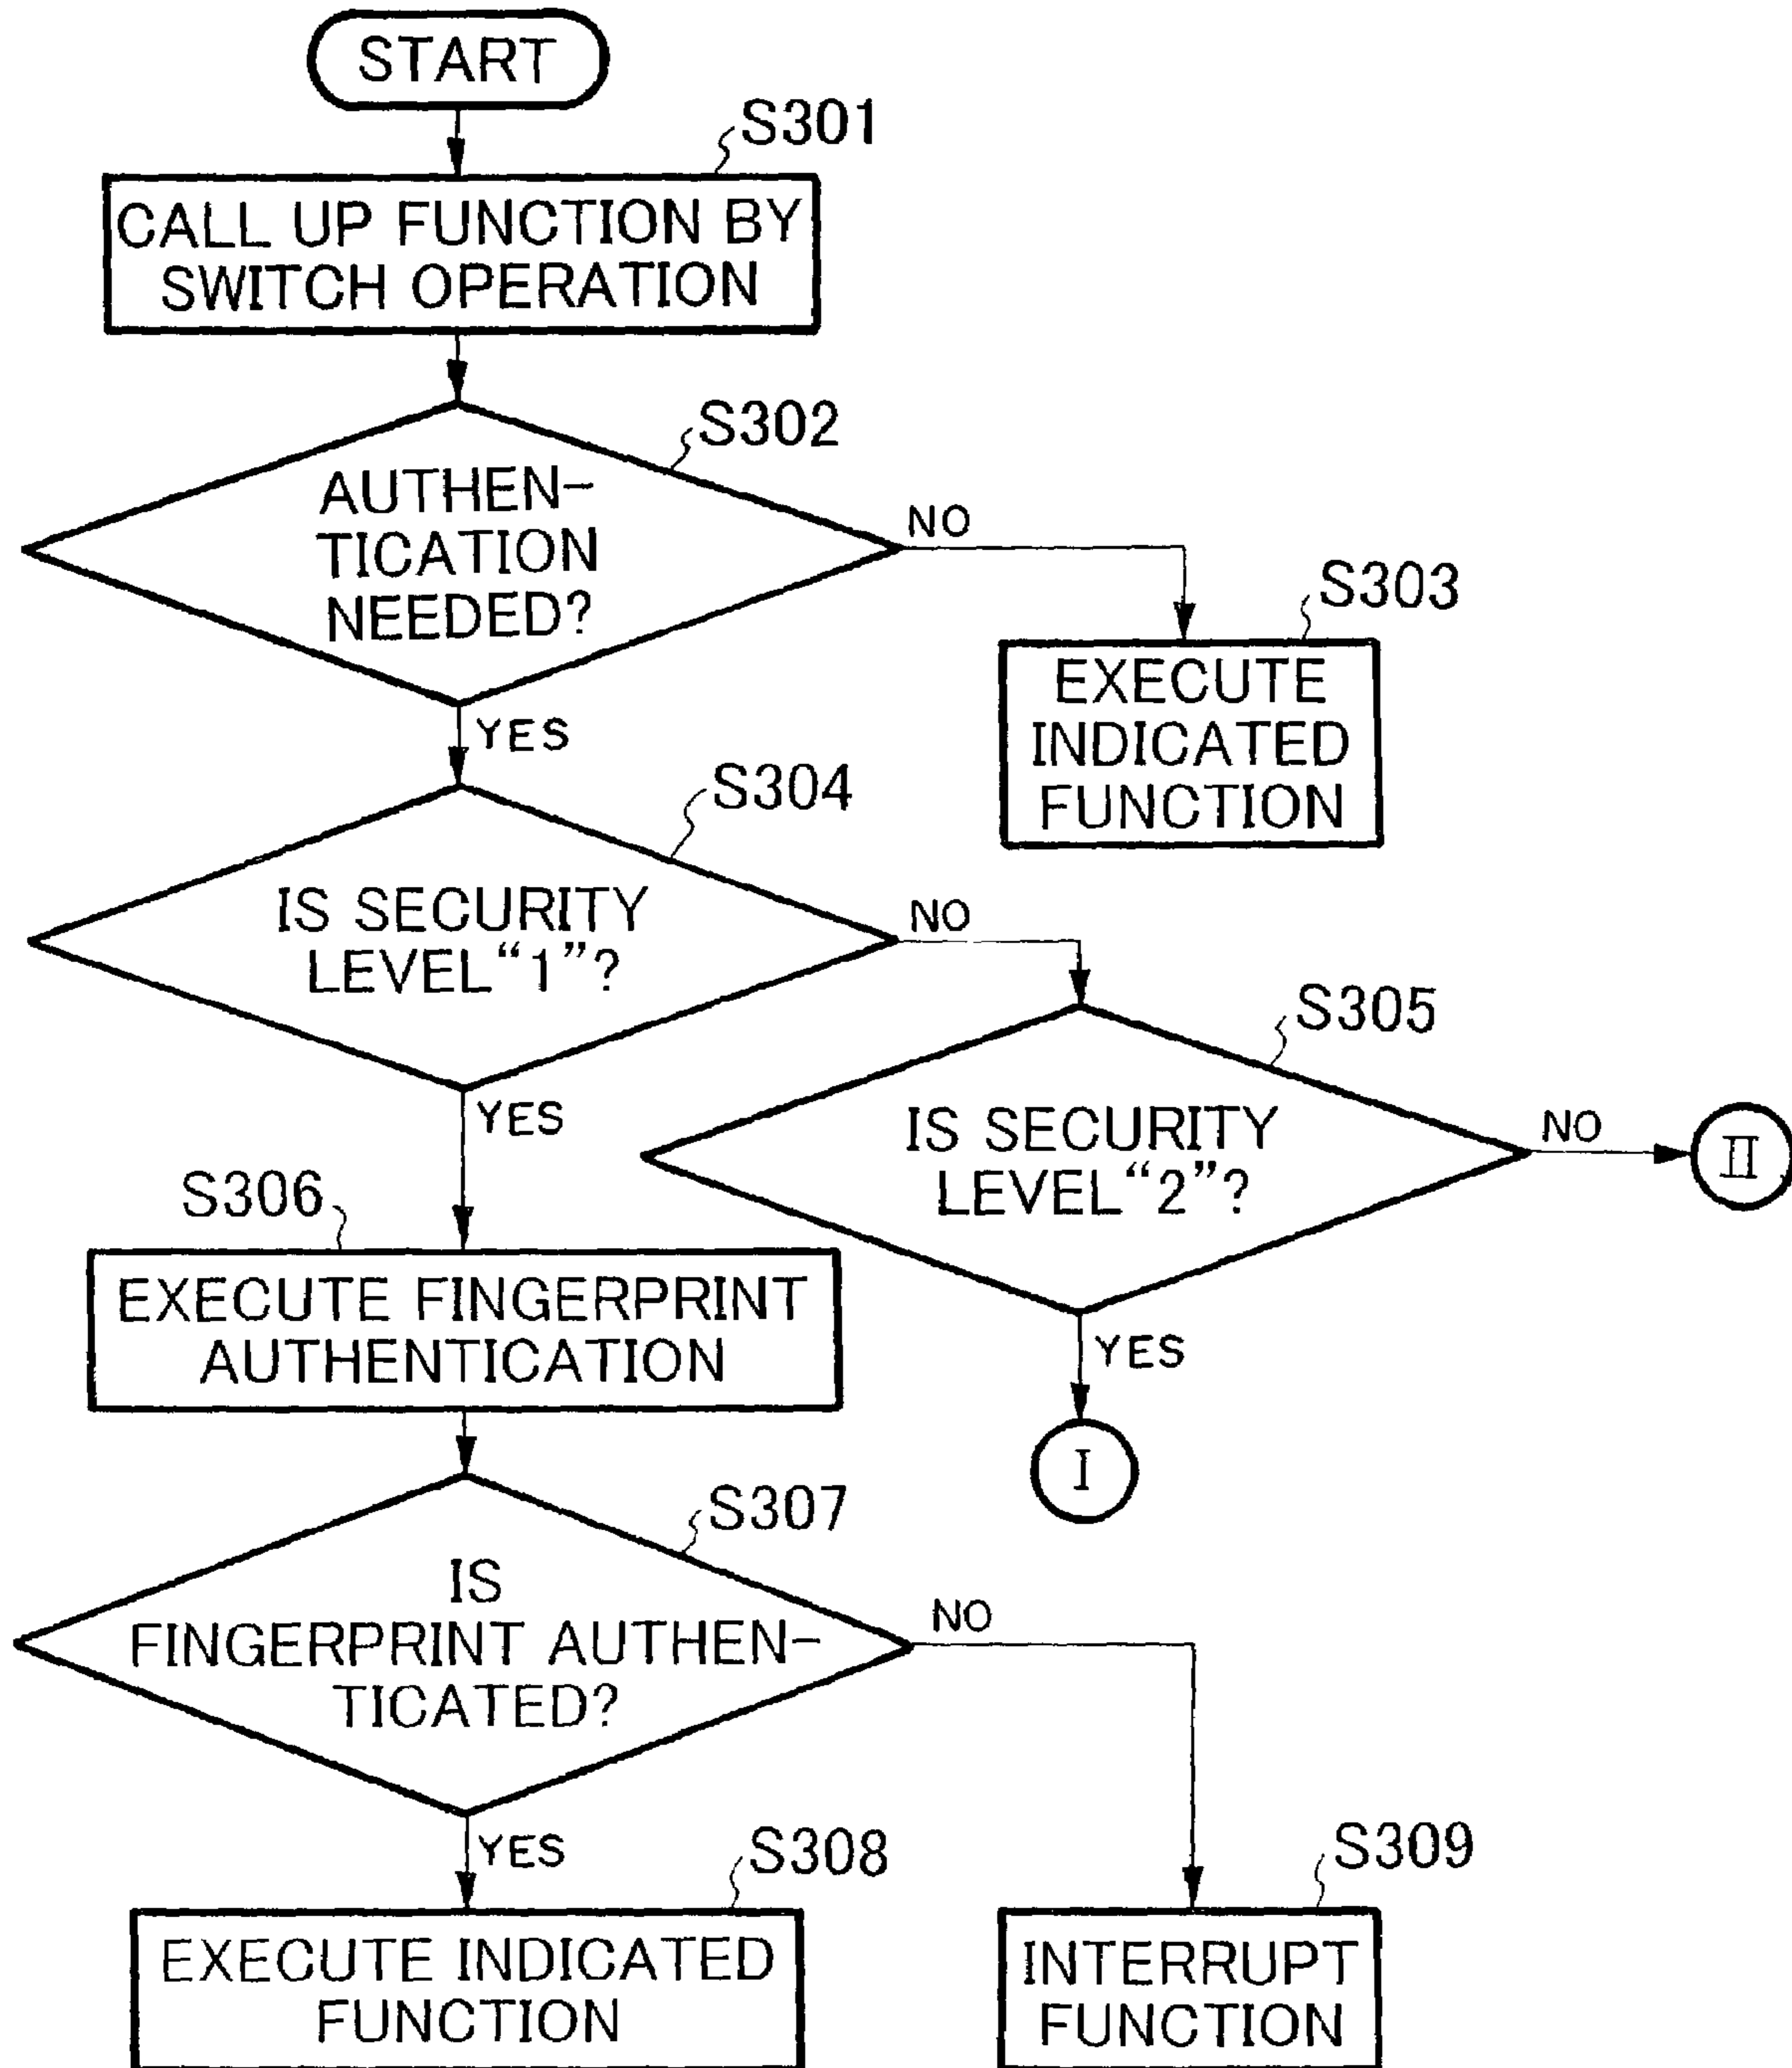 START
S301
CALL UP FUNCTION BY
SWITCH OPERATION
S302
AUTHEN-
TICATION
NEEDED?
NO
YES
S303
EXECUTE
INDICATED
FUNCTION
S304
IS SECURITY
LEVEL “1”?
NO
YES
S305
IS SECURITY
LEVEL “2”?
NO
II
YES
I
S306
EXECUTE FINGERPRINT
AUTHENTICATION
S307
IS
FINGERPRINT AUTHEN-
TICATED?
NO
YES
S308
EXECUTE INDICATED
FUNCTION
S309
INTERRUPT
FUNCTION